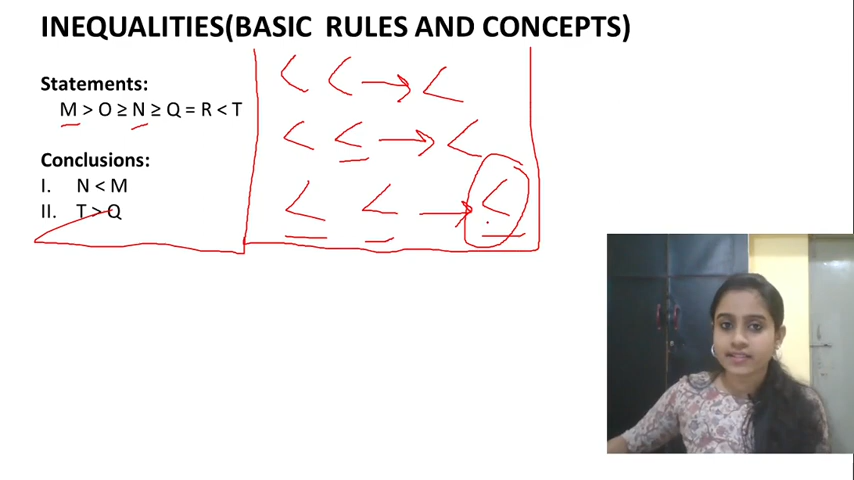 INEQUALITIES(BASIC RULES AND CONCEPTS)
Statements:
M > O ≥ N ≥ Q = R < T
Conclusions:
I. N < M
II. T > Q
< < → <
< ≤ → <
≤ ≤ → ≤